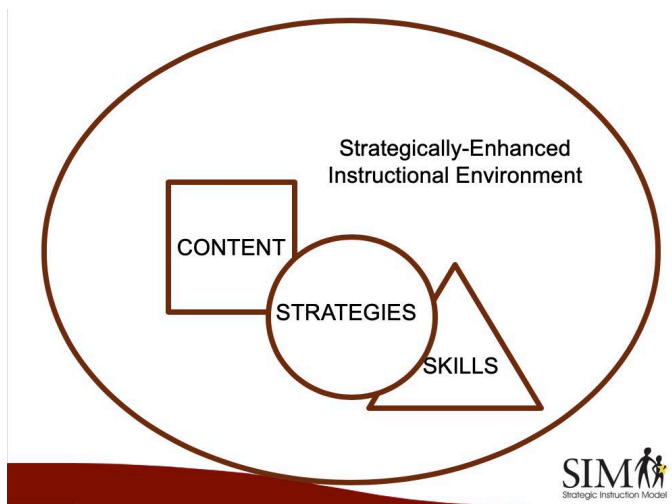 Strategically-Enhanced
Instructional Environment
CONTENT
STRATEGIES
SKILLS
SIM
Strategic Instruction Model